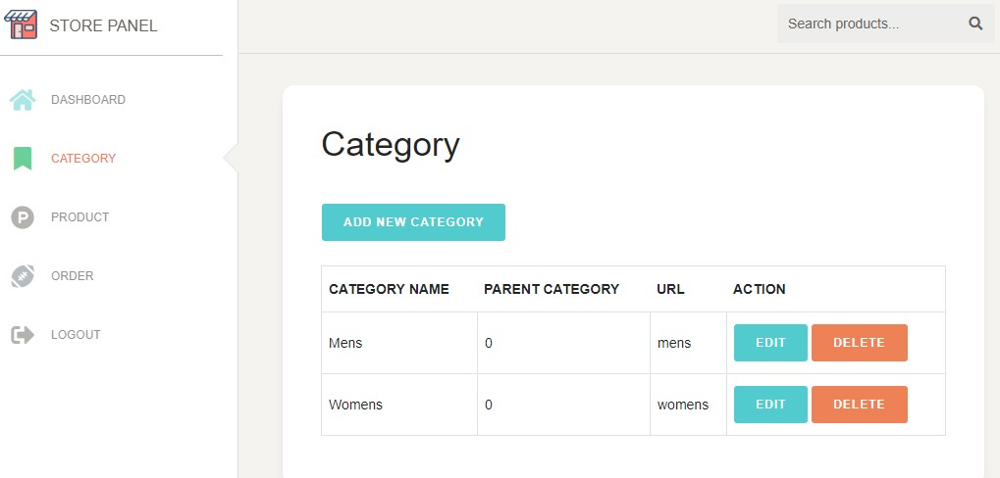 STORE PANEL
Search products...
DASHBOARD
CATEGORY
P PRODUCT
ORDER
LOGOUT
Category
ADD NEW CATEGORY
CATEGORY NAME PARENT CATEGORY URL ACTION
Mens 0 mens EDIT DELETE
Womens 0 womens EDIT DELETE